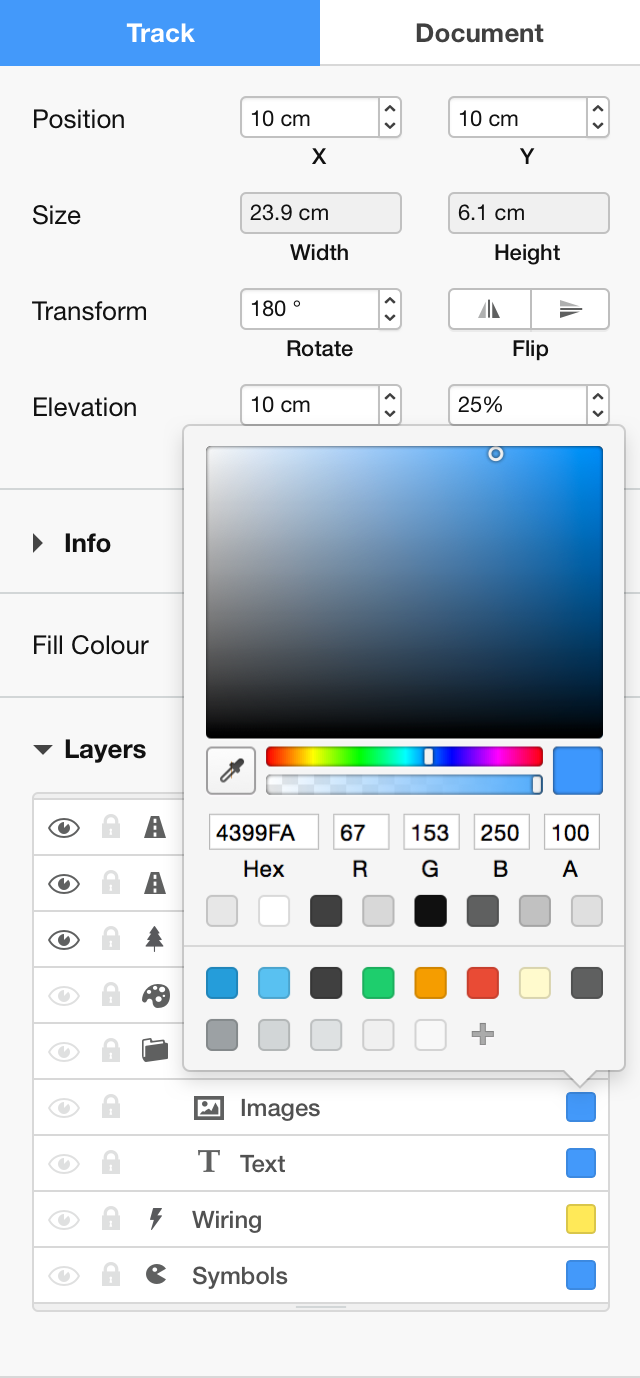 Track Document
Position 10 cm 10 cm
X Y
Size 23.9 cm 6.1 cm
Width Height
Transform 180 °
Rotate Flip
Elevation 10 cm 25%
Info
Fill Colour
Layers
4399FA 67 153 250 100
Hex R G B A
Images
T Text
Wiring
Symbols